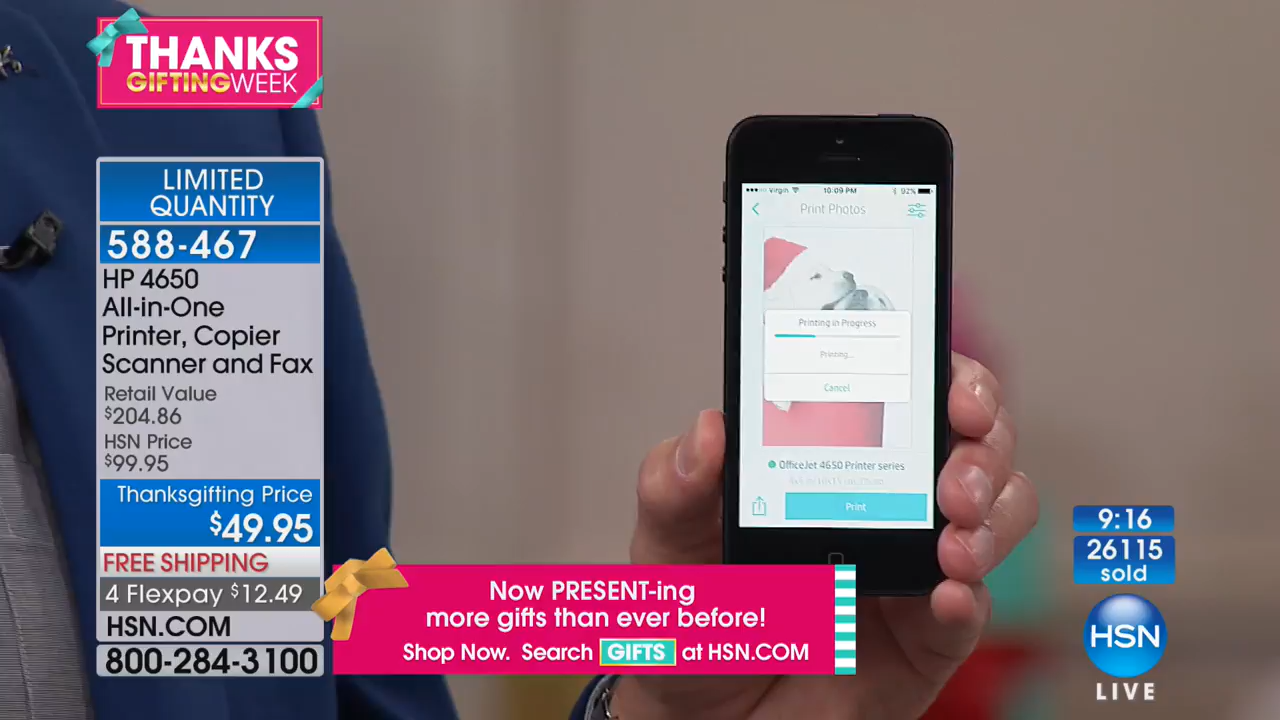 THANKS
GIFTINGWEEK
LIMITED
QUANTITY
588-467
HP 4650
All-in-One
Printer, Copier
Scanner and Fax
Retail Value
$204.86
HSN Price
$99.95
Thanksgifting Price
$49.95
FREE SHIPPING
4 Flexpay $12.49
HSN.COM
800-284-3100
Virgin 10:09 PM 92%
Print Photos
Printing in Progress
Printing...
Cancel
OfficeJet 4650 Printer series
Print
Now PRESENT-ing
more gifts than ever before!
Shop Now. Search GIFTS at HSN.COM
9:16
26115
sold
HSN
LIVE